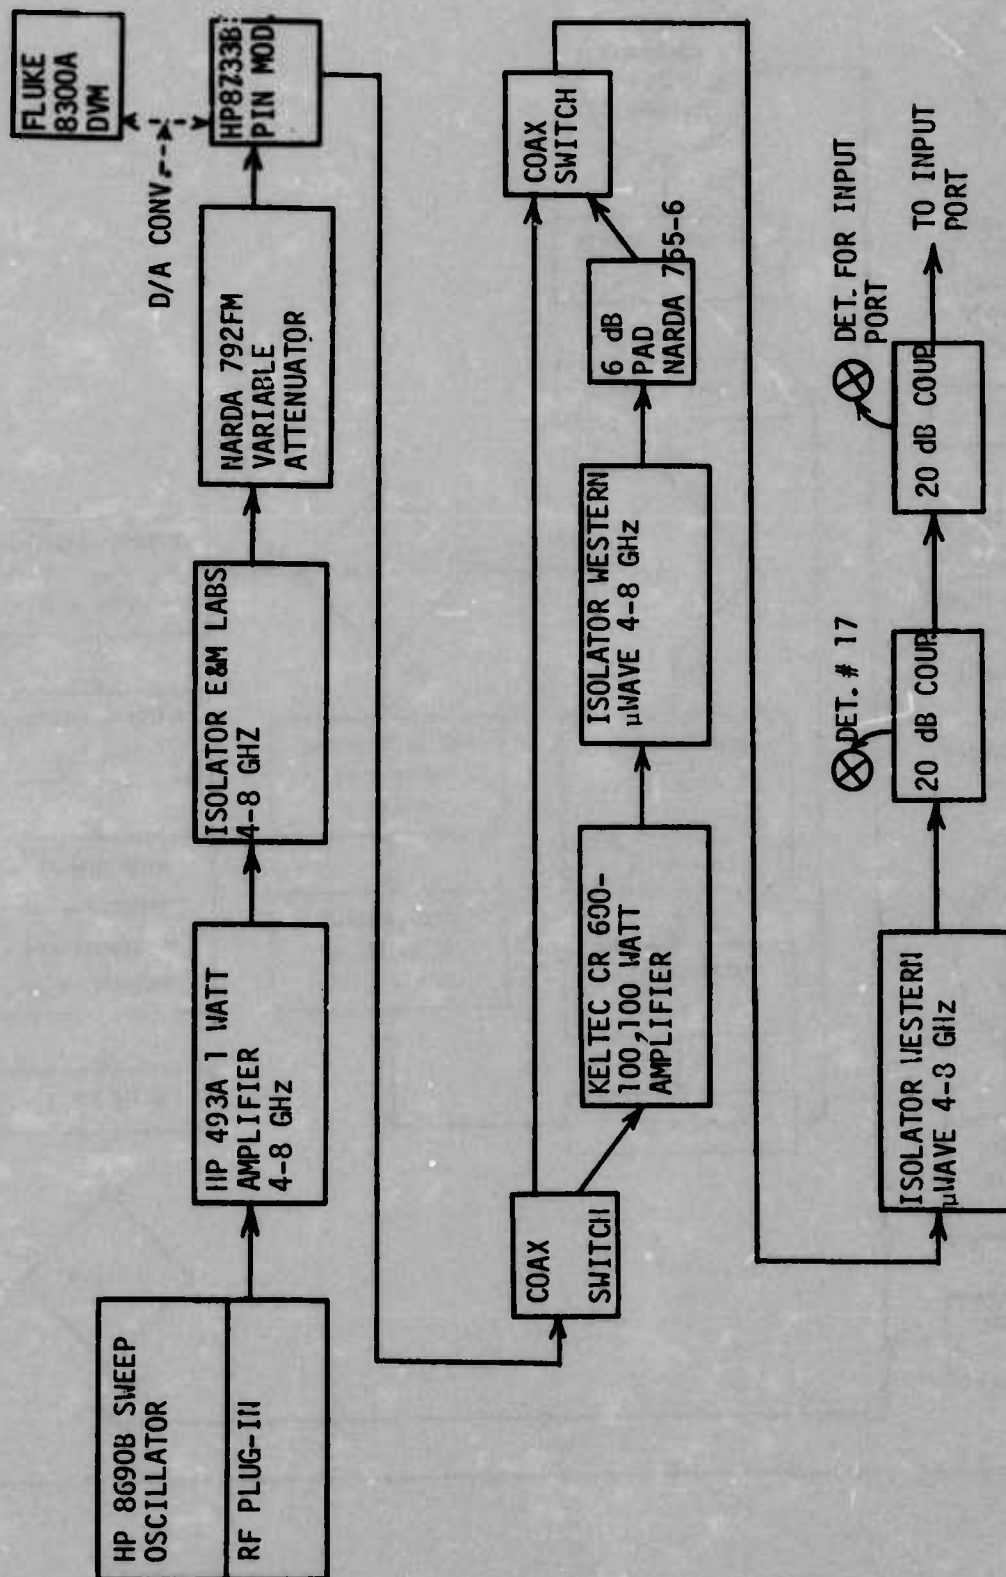 HP 8690B SWEEP
OSCILLATOR
RF PLUG-IN
HP 493A 1 WATT
AMPLIFIER
4-8 GHz
ISOLATOR E&M LABS
4-8 GHZ
NARDA 792FM
VARIABLE
ATTENUATOR
D/A CONV.
FLUKE
8300A
DVM
HP8733B
PIN MOD
COAX
SWITCH
KELTEC CR 600-
100,100 WATT
AMPLIFIER
ISOLATOR WESTERN
µWAVE 4-8 GHz
6 dB
PAD
NARDA 765-6
COAX
SWITCH
ISOLATOR WESTERN
µWAVE 4-8 GHz
DET. # 17
20 dB COUP.
DET. FOR INPUT
PORT
20 dB COUP.
TO INPUT
PORT